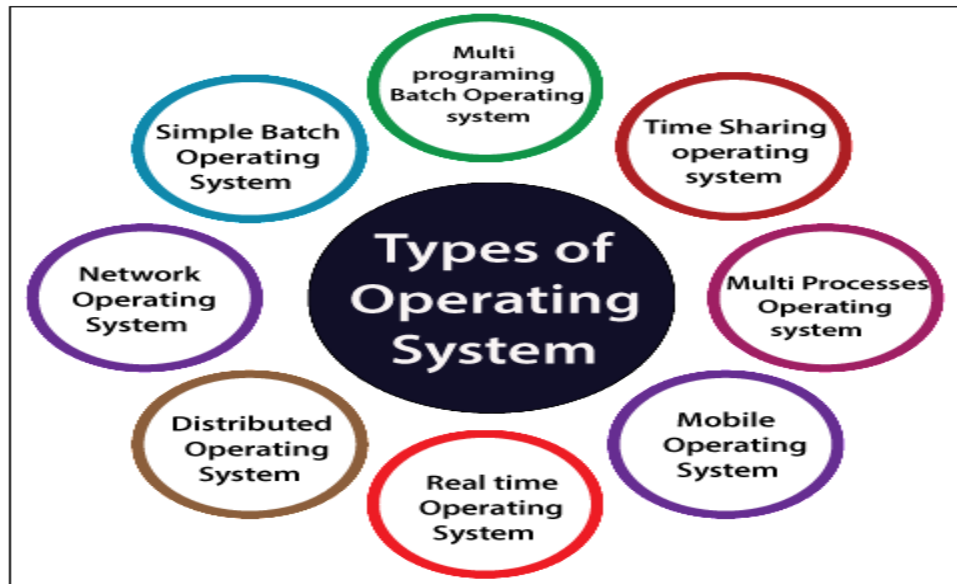 Types of
Operating
System
Multi
programing
Batch Operating
system
Time Sharing
operating
system
Multi Processes
Operating
system
Mobile
Operating
System
Real time
Operating
System
Distributed
Operating
System
Network
Operating
System
Simple Batch
Operating
System